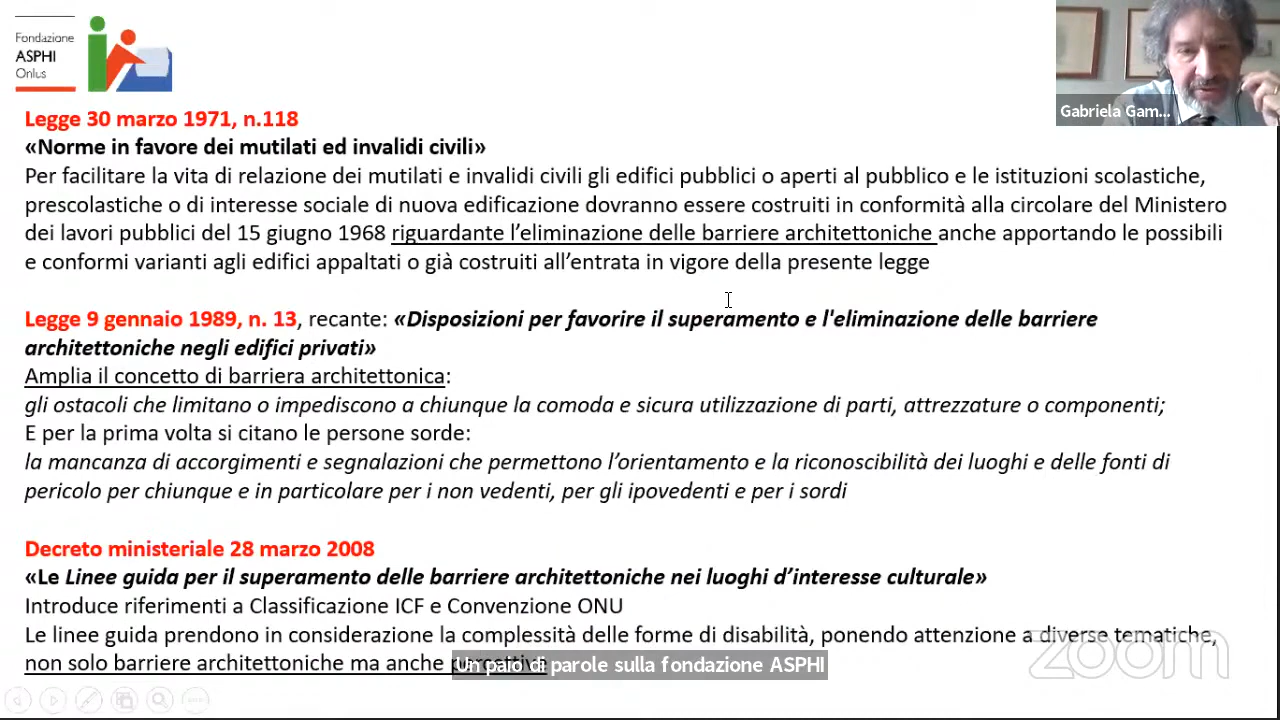 Fondazione
ASPHI
Onlus
Gabriela Gam...
Legge 30 marzo 1971, n.118
«Norme in favore dei mutilati ed invalidi civili»
Per facilitare la vita di relazione dei mutilati e invalidi civili gli edifici pubblici o aperti al pubblico e le istituzioni scolastiche,
prescolastiche o di interesse sociale di nuova edificazione dovranno essere costruiti in conformità alla circolare del Ministero
dei lavori pubblici del 15 giugno 1968 riguardante l’eliminazione delle barriere architettoniche anche apportando le possibili
e conformi varianti agli edifici appaltati o già costruiti all’entrata in vigore della presente legge
Legge 9 gennaio 1989, n. 13, recante: «Disposizioni per favorire il superamento e l'eliminazione delle barriere
architettoniche negli edifici privati»
Amplia il concetto di barriera architettonica:
gli ostacoli che limitano o impediscono a chiunque la comoda e sicura utilizzazione di parti, attrezzature o componenti;
E per la prima volta si citano le persone sorde:
la mancanza di accorgimenti e segnalazioni che permettono l’orientamento e la riconoscibilità dei luoghi e delle fonti di
pericolo per chiunque e in particolare per i non vedenti, per gli ipovedenti e per i sordi
Decreto ministeriale 28 marzo 2008
«Le Linee guida per il superamento delle barriere architettoniche nei luoghi d’interesse culturale»
Introduce riferimenti a Classificazione ICF e Convenzione ONU
Le linee guida prendono in considerazione la complessità delle forme di disabilità, ponendo attenzione a diverse tematiche,
non solo barriere architettoniche ma anche
Un paio di parole sulla fondazione ASPHI
zoom